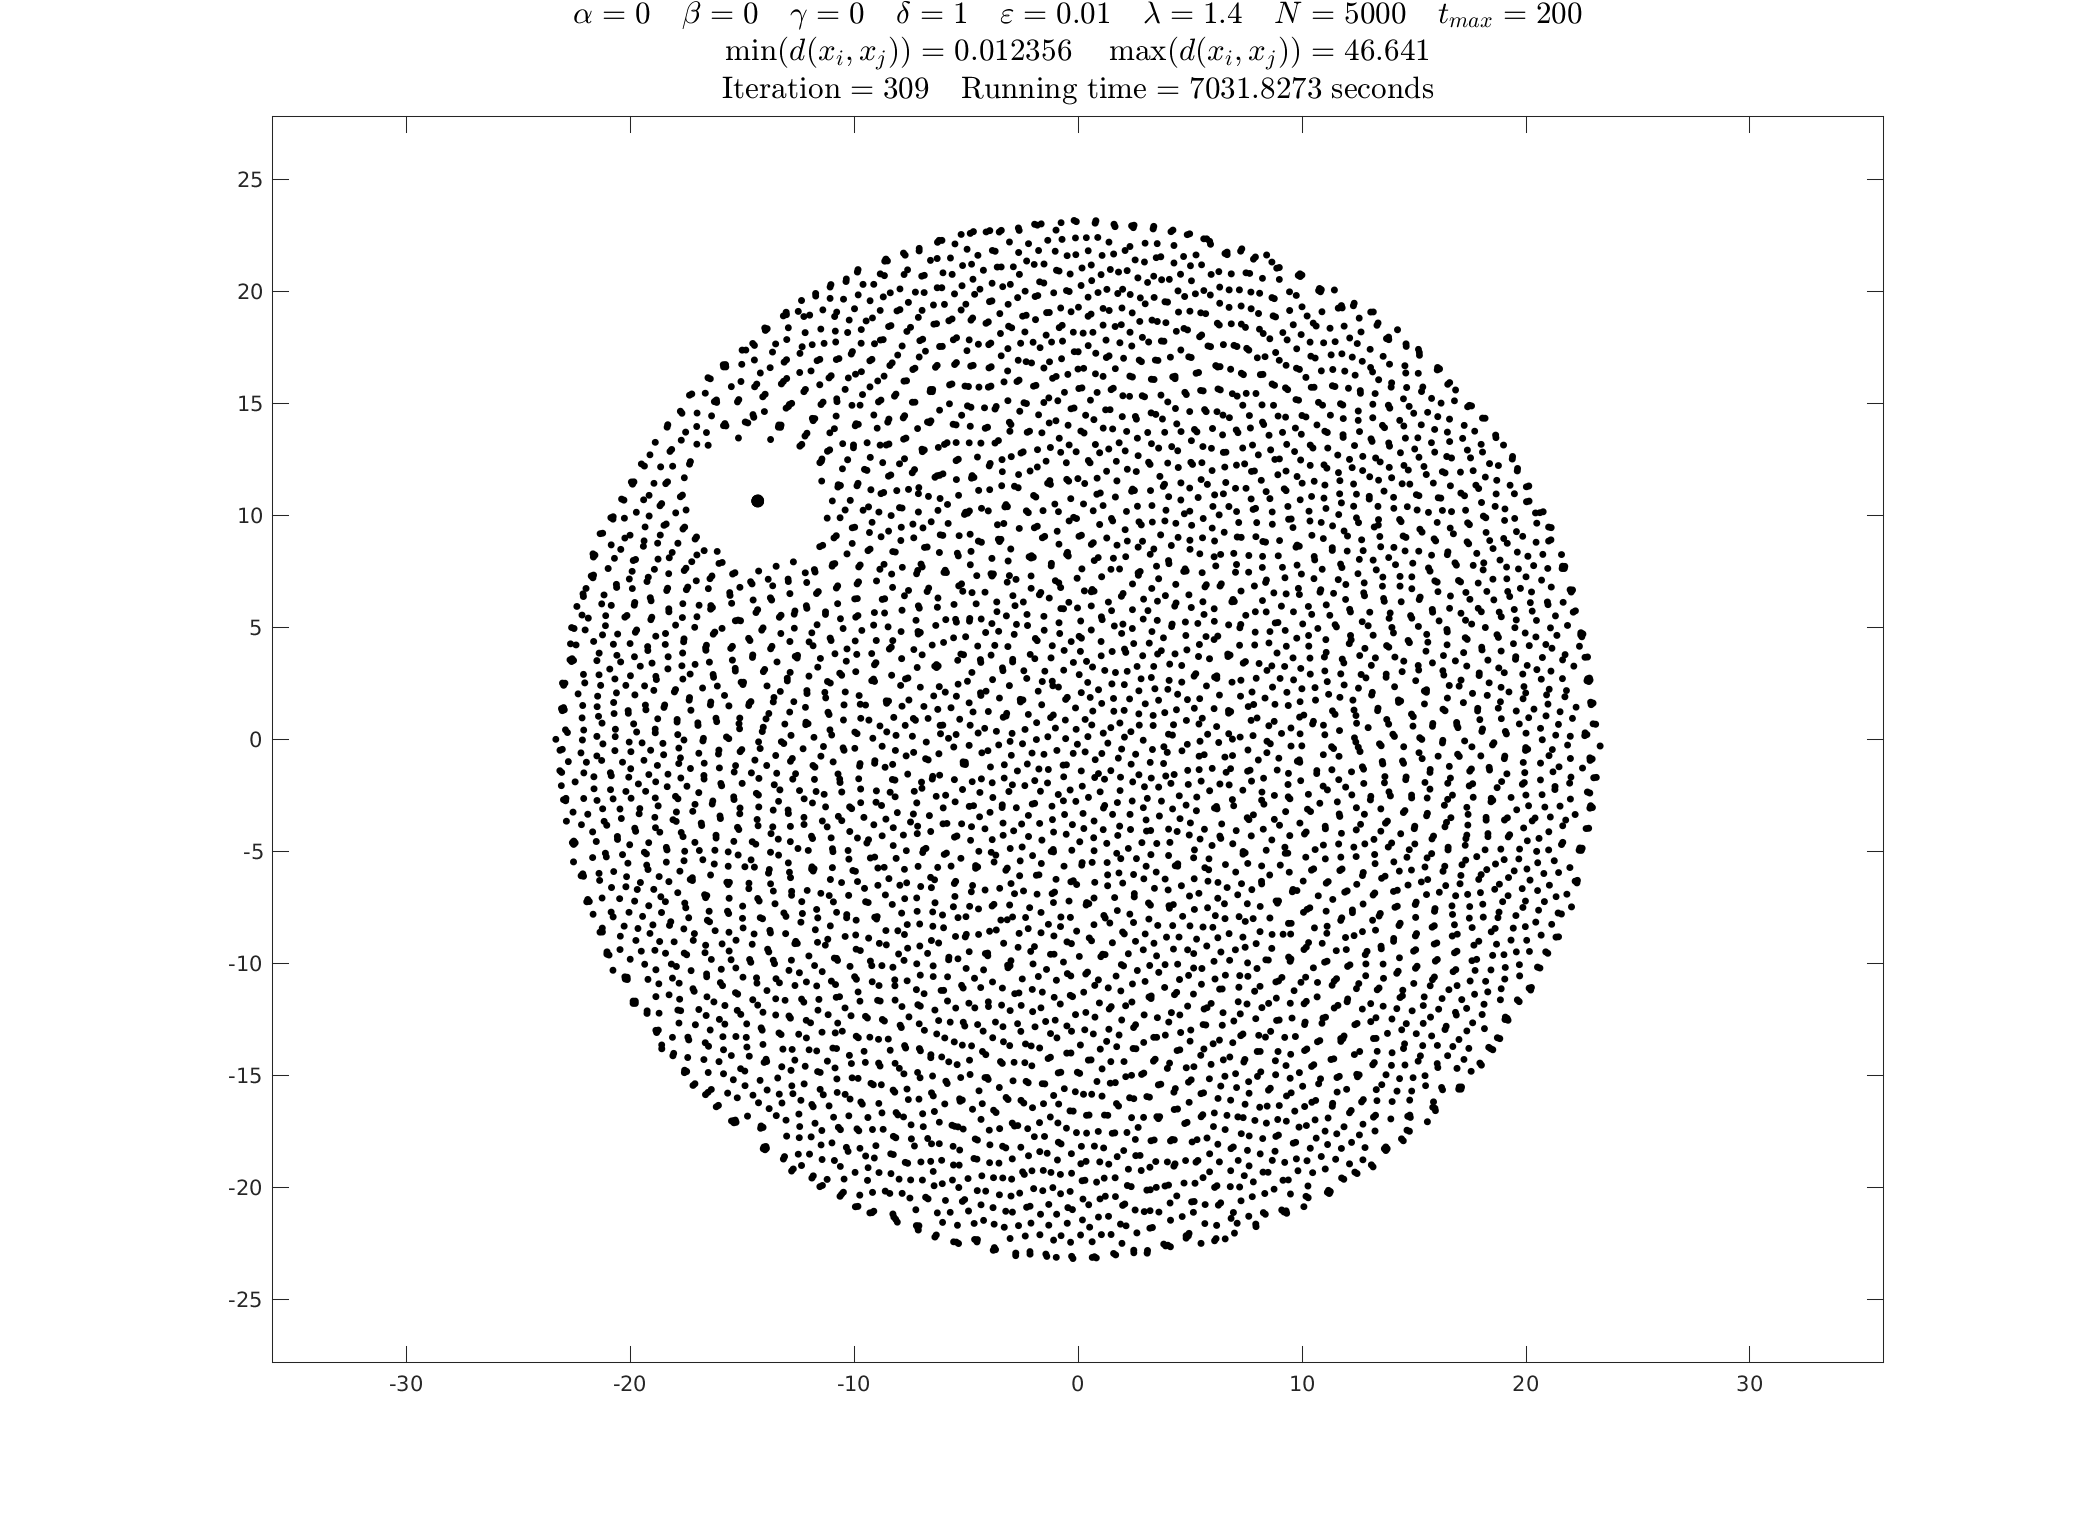 α = 0 β = 0 γ = 0 δ = 1 ε = 0.01 λ = 1.4 N = 5000 t_{max} = 200
min(d(x_i, x_j)) = 0.012356 max(d(x_i, x_j)) = 46.641
Iteration = 309 Running time = 7031.8273 seconds
25
20
15
10
5
0
-5
-10
-15
-20
-25
-30 -20 -10 0 10 20 30